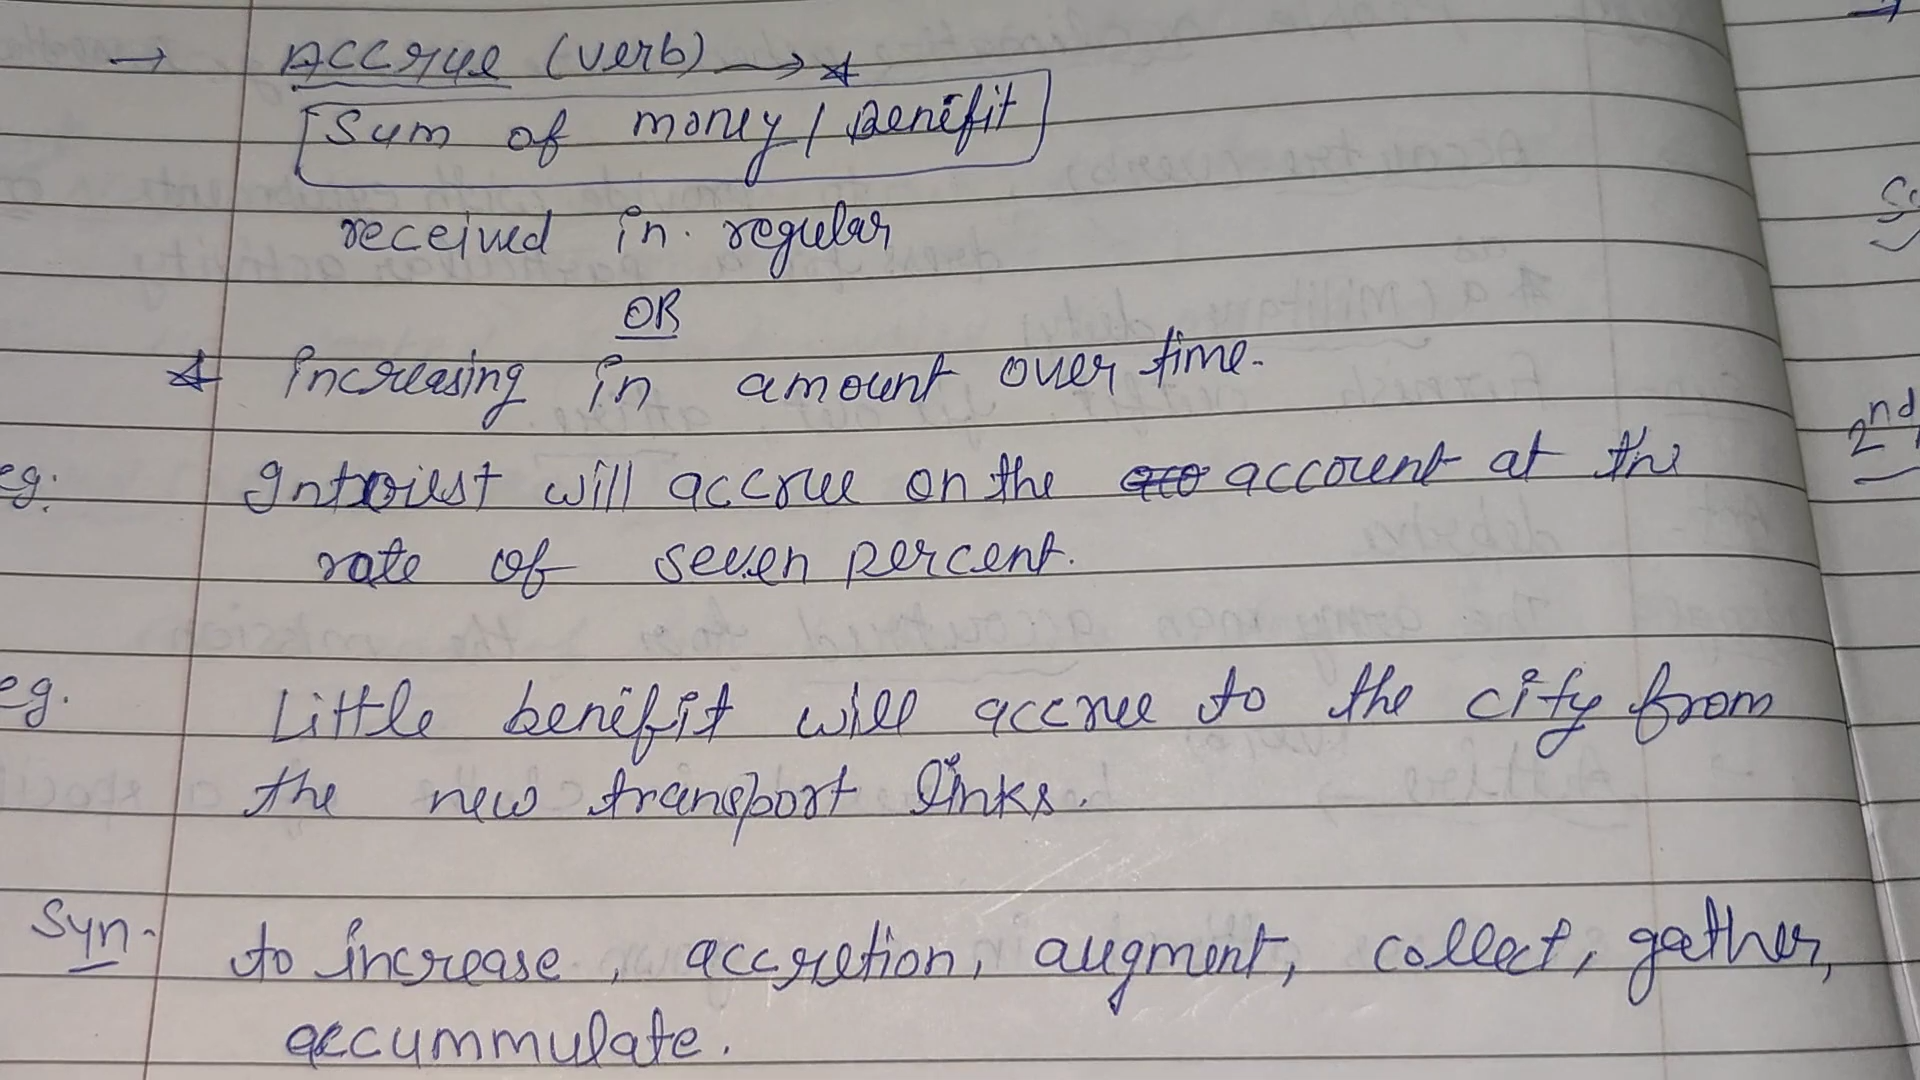 → Accrue (verb) →
Sum of money / Benefit
received in regular
OR
increasing in amount over time.
eg: Interest will accrue on the account at the
rate of seven percent.
eg. Little benefit will accrue to the city from
the new transport links.
Syn- to increase, accretion, augment, collect, gather,
accummulate.
2nd